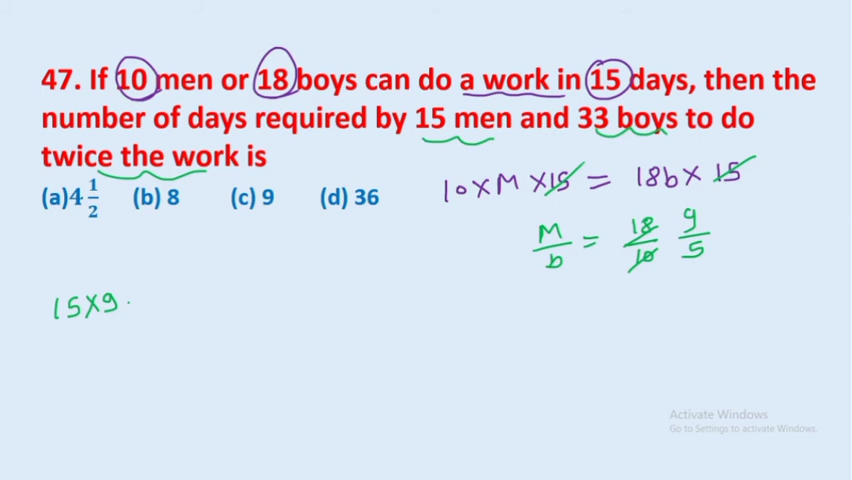 47. If 10 men or 18 boys can do a work in 15 days, then the
number of days required by 15 men and 33 boys to do
twice the work is
(a)4 1/2 (b) 8 (c) 9 (d) 36
10 x M x 15 = 18b x 15
M/b = 18/10 9/5
15x9.
Activate Windows
Go to Settings to activate Windows.